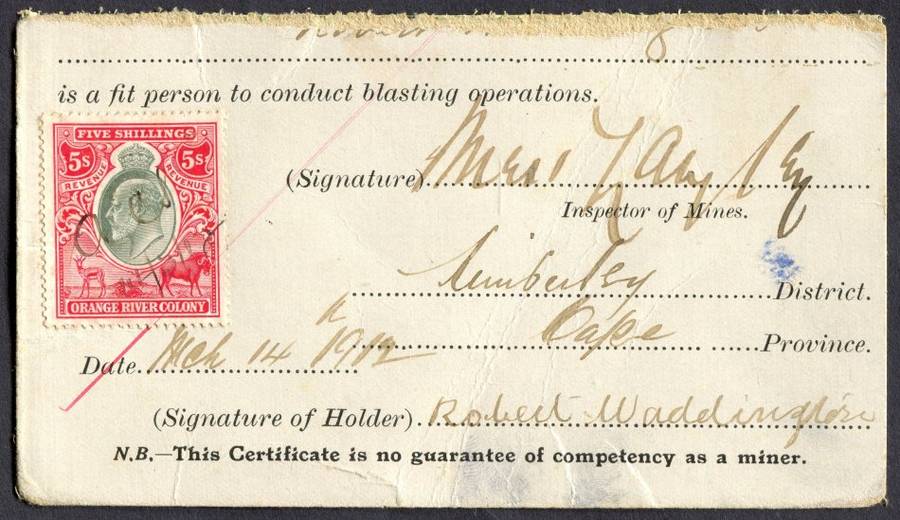 is a fit person to conduct blasting operations.
FIVE SHILLINGS
5s 5s
REVENUE REVENUE
ORANGE RIVER COLONY
(Signature)
Inspector of Mines.
Kimberley District.
Cape Province.
Date. Mch 14th 1912
(Signature of Holder) Robert Waddington
N.B.—This Certificate is no guarantee of competency as a miner.